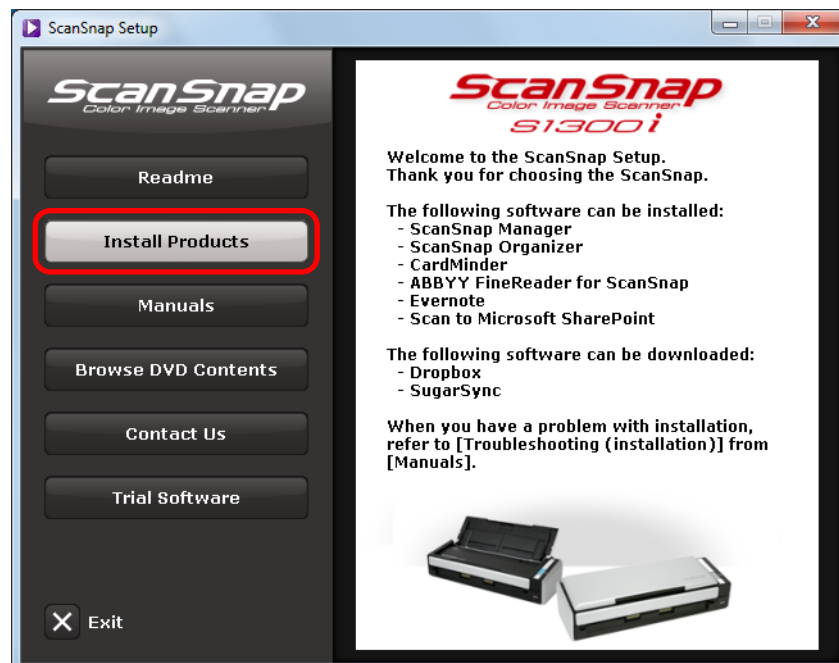 ScanSnap Setup
ScanSnap
Color Image Scanner
Readme
Install Products
Manuals
Browse DVD Contents
Contact Us
Trial Software
Exit
ScanSnap
Color Image Scanner
S1300i
Welcome to the ScanSnap Setup.
Thank you for choosing the ScanSnap.
The following software can be installed:
- ScanSnap Manager
- ScanSnap Organizer
- CardMinder
- ABBYY FineReader for ScanSnap
- Evernote
- Scan to Microsoft SharePoint
The following software can be downloaded:
- Dropbox
- SugarSync
When you have a problem with installation,
refer to [Troubleshooting (installation)] from
[Manuals].